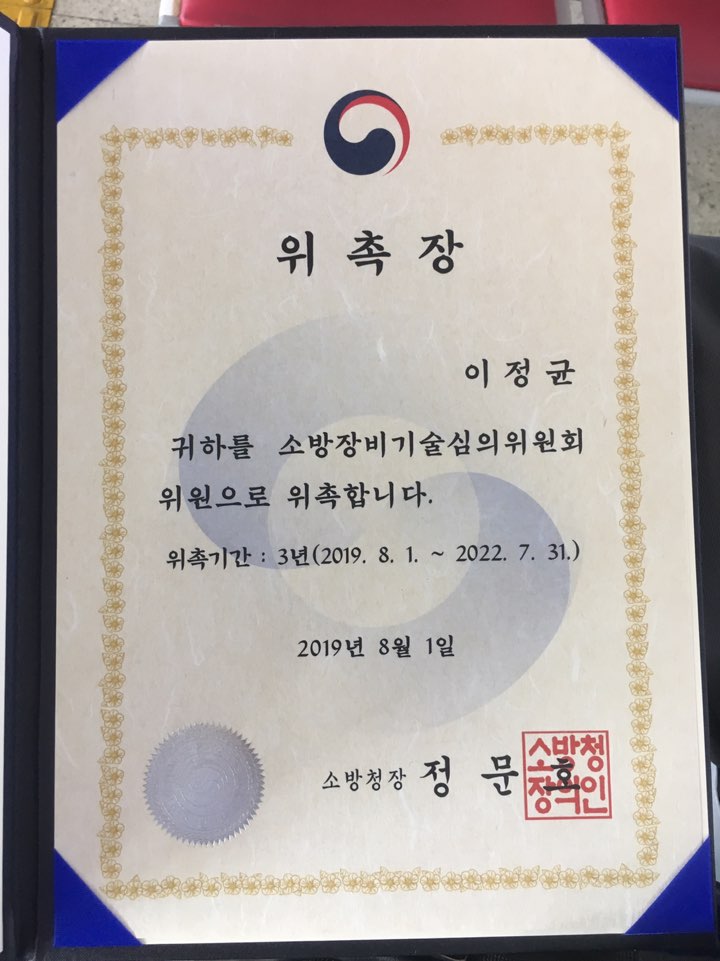 위촉장
이정균
귀하를 소방장비기술심의위원회
위원으로 위촉합니다.
위촉기간 : 3년(2019. 8. 1. ~ 2022. 7. 31.)
2019년 8월 1일
소방청장 정문호
소방청
장의인